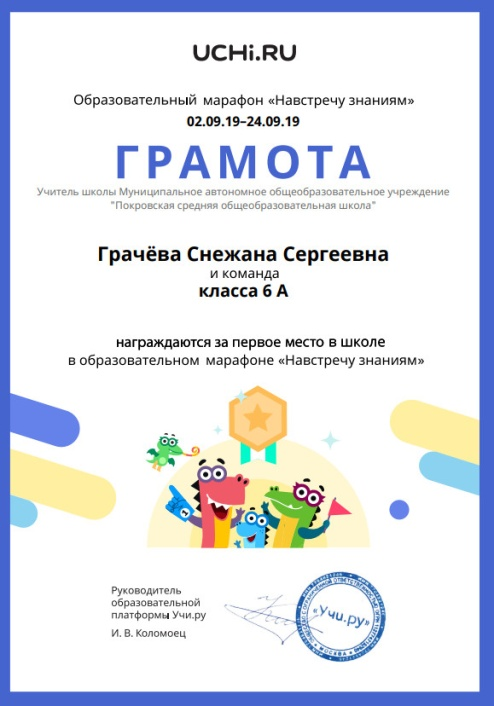 UCHi.RU
Образовательный марафон «Навстречу знаниям»
02.09.19–24.09.19
ГРАМОТА
Учитель школы Муниципальное автономное общеобразовательное учреждение
"Покровская средняя общеобразовательная школа"
Грачёва Снежана Сергеевна
и команда
класса 6 А
награждаются за первое место в школе
в образовательном марафоне «Навстречу знаниям»
1
Руководитель
образовательной
платформы Учи.ру
И. В. Коломоец
«Учи.ру»
МОСКВА